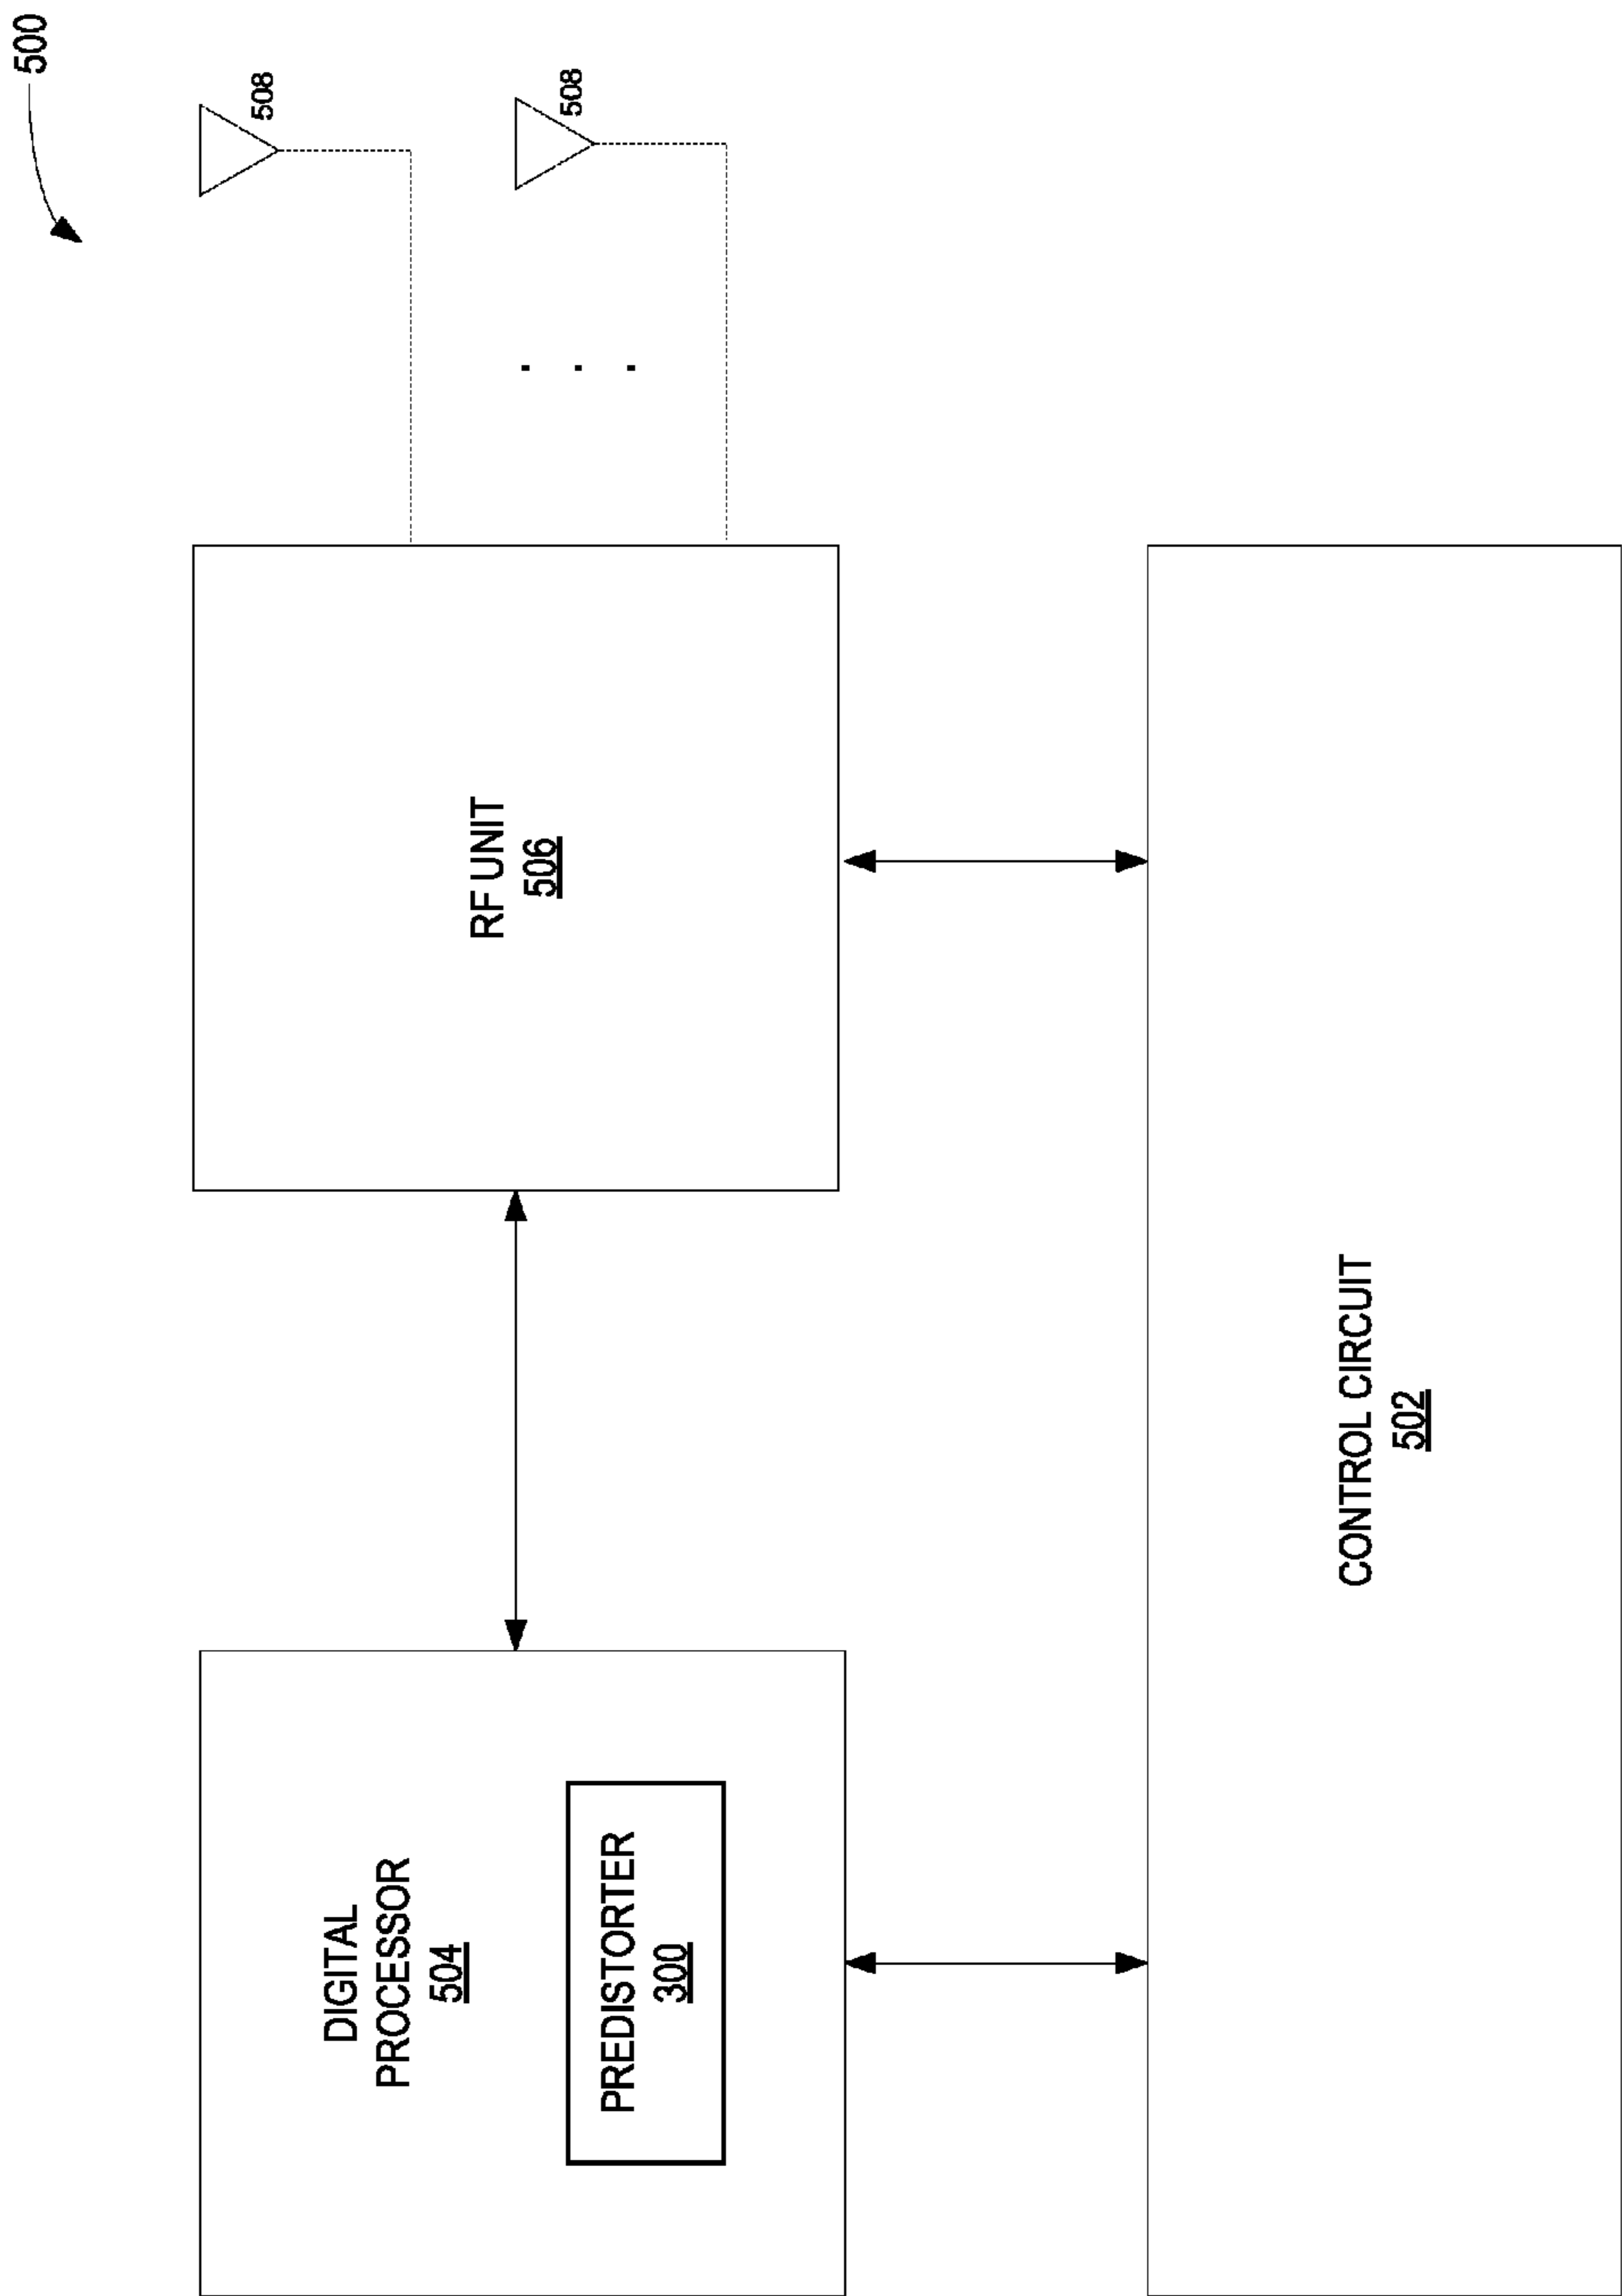 500
508
508
RF UNIT
506
DIGITAL
PROCESSOR
504
PREDISTORTER
300
CONTROL CIRCUIT
502